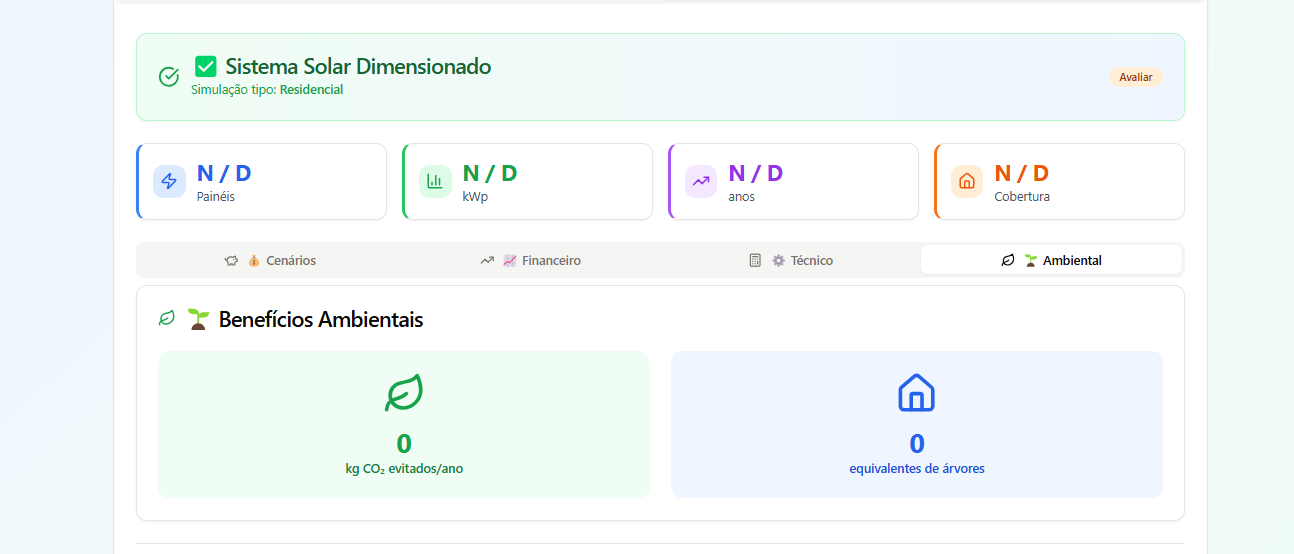 ✅ Sistema Solar Dimensionado
Simulação tipo: Residencial
Avaliar
N / D
Painéis
N / D
kWp
N / D
anos
N / D
Cobertura
Cenários
Financeiro
Técnico
Ambiental
Benefícios Ambientais
0
kg CO₂ evitados/ano
0
equivalentes de árvores